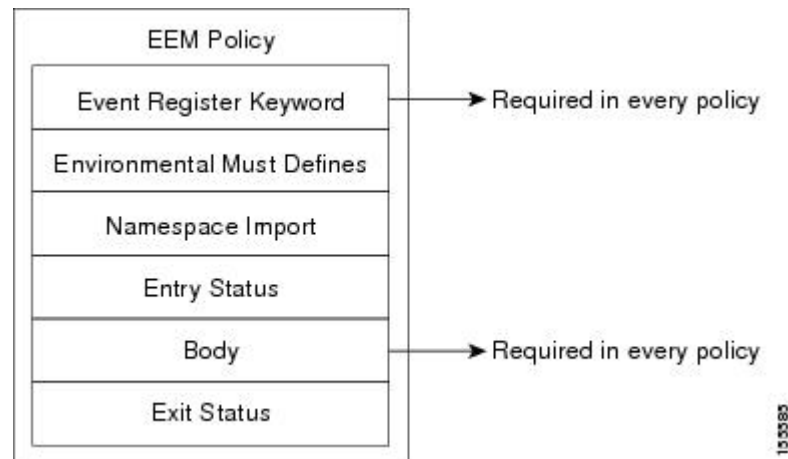 EEM Policy
Event Register Keyword
Required in every policy
Environmental Must Defines
Namespace Import
Entry Status
Body
Required in every policy
Exit Status
155585